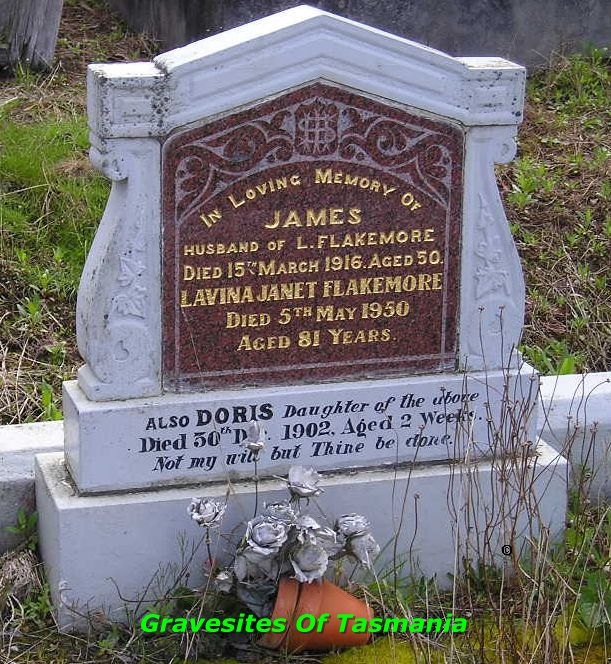 IHS
In Loving Memory Of
JAMES
HUSBAND OF L. FLAKEMORE
DIED 15TH MARCH 1916. AGED 50.
LAVINA JANET FLAKEMORE
DIED 5TH MAY 1950
AGED 81 YEARS.
ALSO DORIS Daughter of the above
Died 30th 1902. Aged 2 Weeks.
Not my will but Thine be done.
Gravesites Of Tasmania